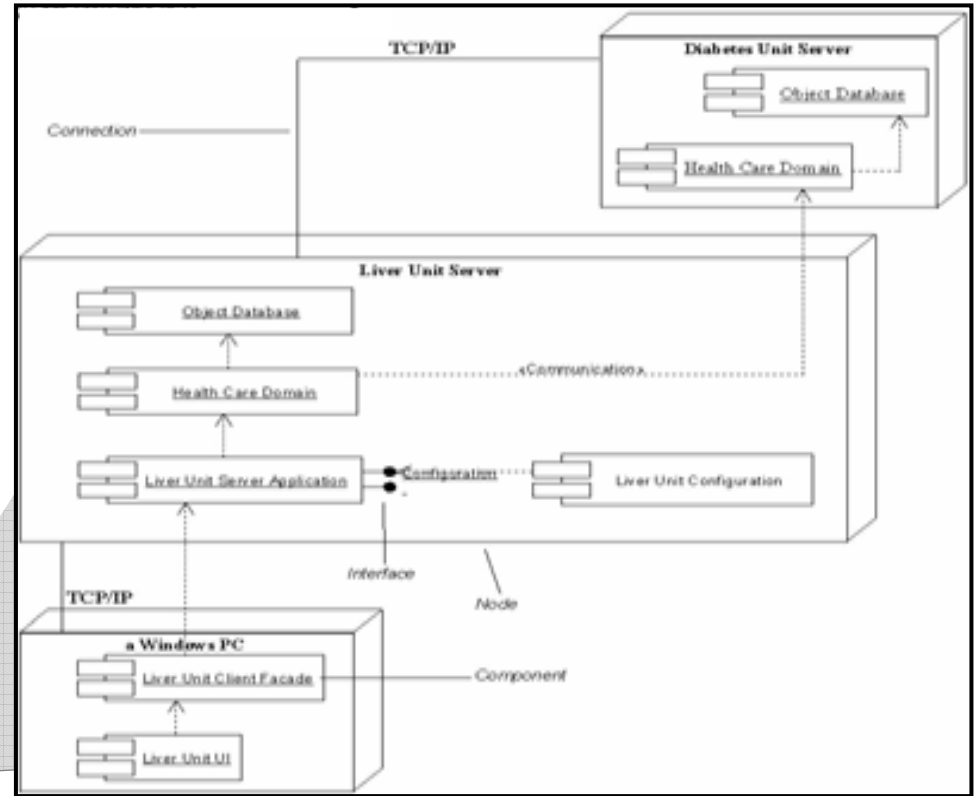 TCP/IP
Diabetes Unit Server
Object Database
Connection
Health Care Domain
Liver Unit Server
Object Database
«Communication»
Health Care Domain
Liver Unit Server Application
Configuration
Liver Unit Configuration
Interface
Node
TCP/IP
a Windows PC
Liver Unit Client Facade
Component
Liver Unit UI